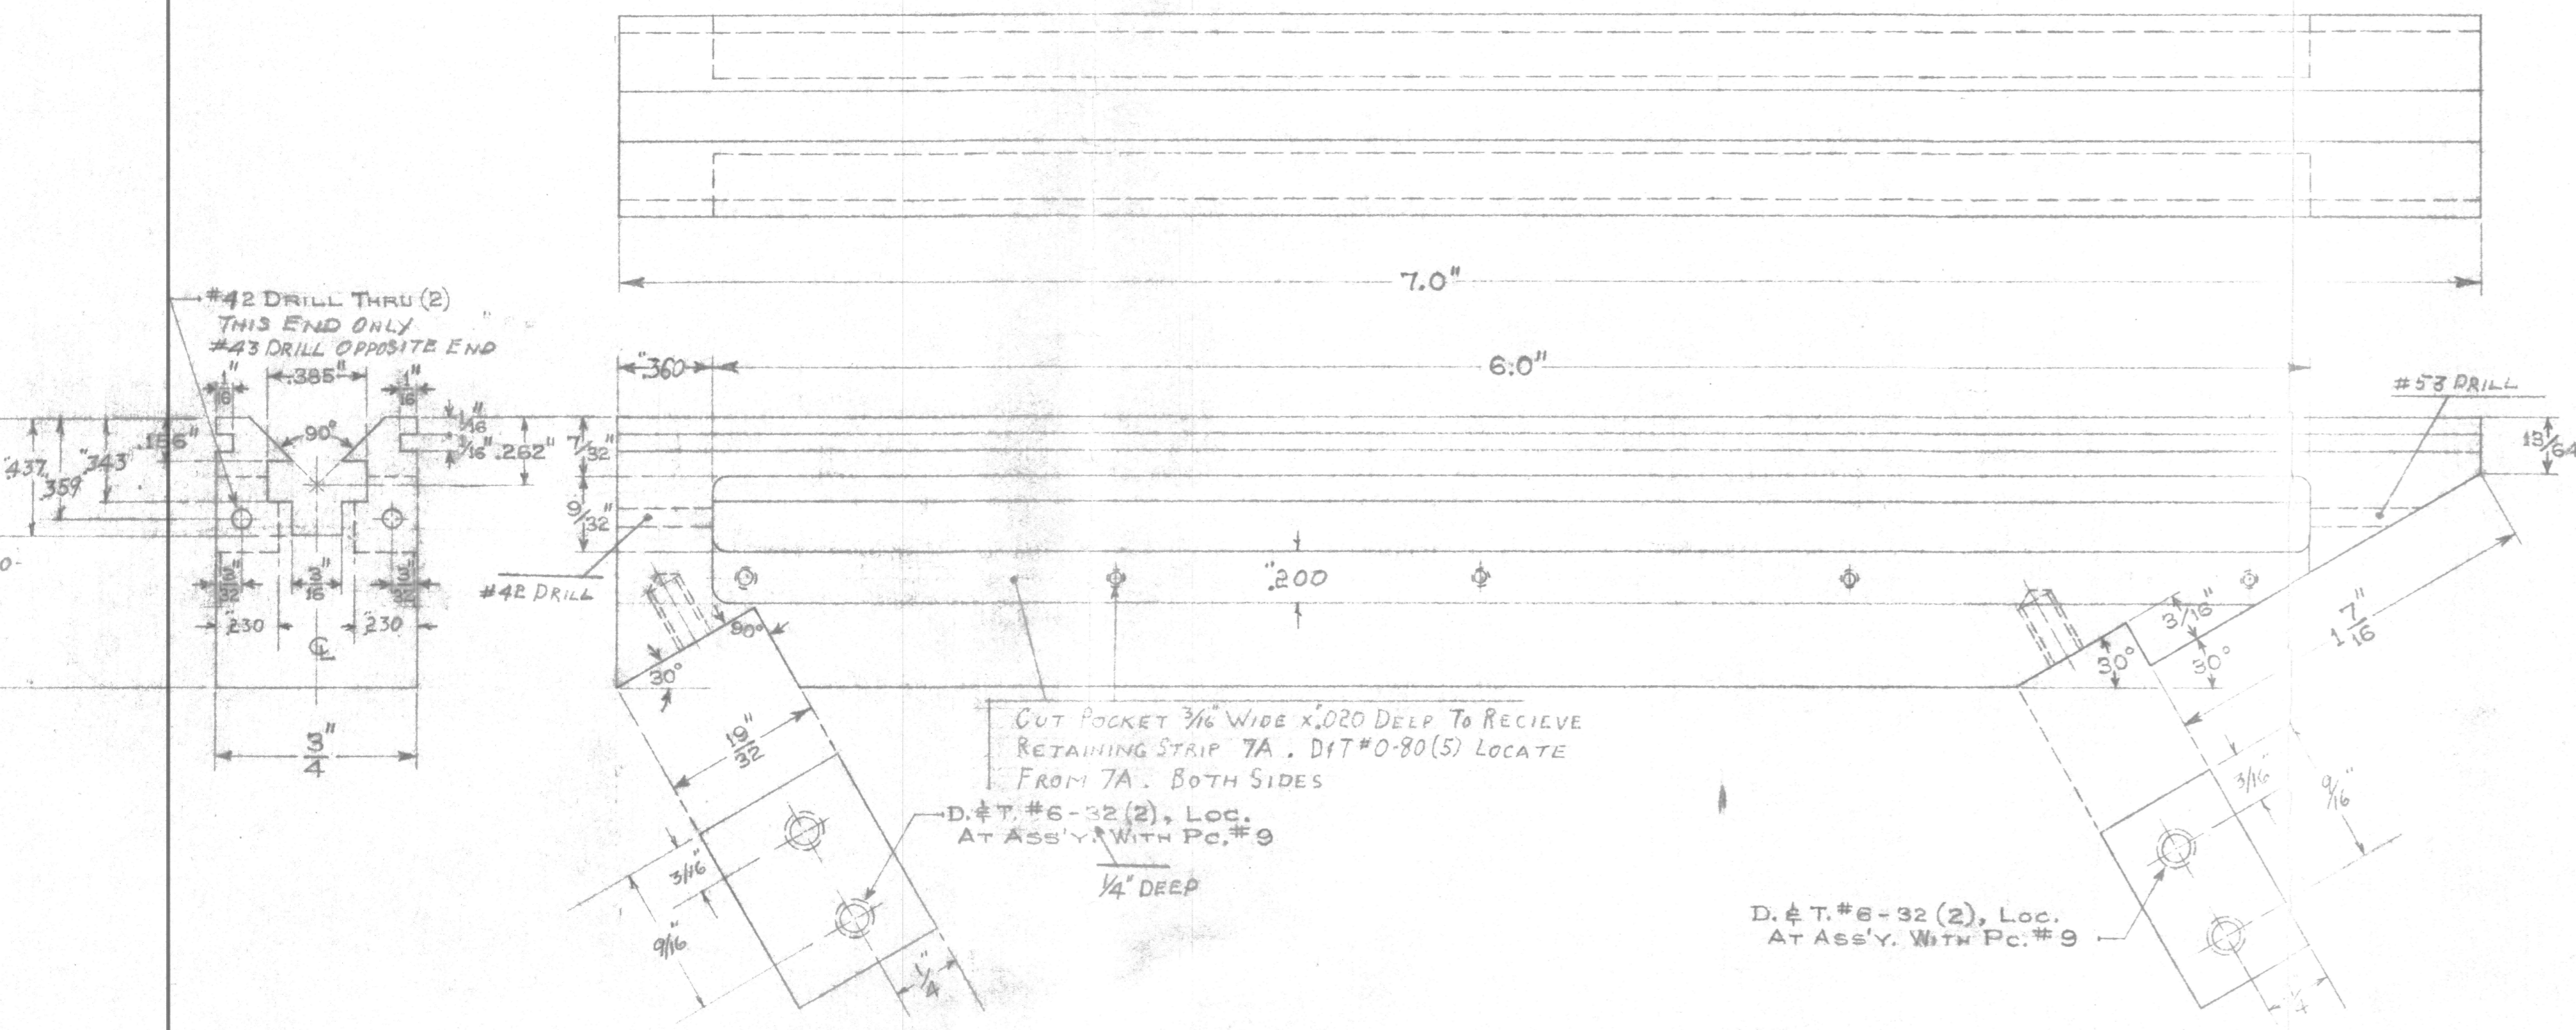 7.0"
#42 DRILL THRU (2)
THIS END ONLY
#43 DRILL OPPOSITE END
.360"
6.0"
#53 DRILL
1/16"
.385"
1/16"
90°
.156"
.343"
.359"
.437"
1/16"
1/16"
.262"
7/32"
9/32"
13/64
3/32"
3/16"
3/32"
.230
.230
CL
3/4"
#42 DRILL
.200"
90°
30°
19/32"
3/16"
1 7/16"
30°
30°
CUT POCKET 3/16" WIDE x .020" DEEP TO RECIEVE
RETAINING STRIP 7A. D&T #0-80 (5) LOCATE
FROM 7A. BOTH SIDES
D. & T. #6-32 (2), LOC.
AT ASS'Y. WITH PC. #9
1/4" DEEP
3/16"
9/16"
1/4"
3/16"
9/16"
D. & T. #6-32 (2), LOC.
AT ASS'Y. WITH PC. #9